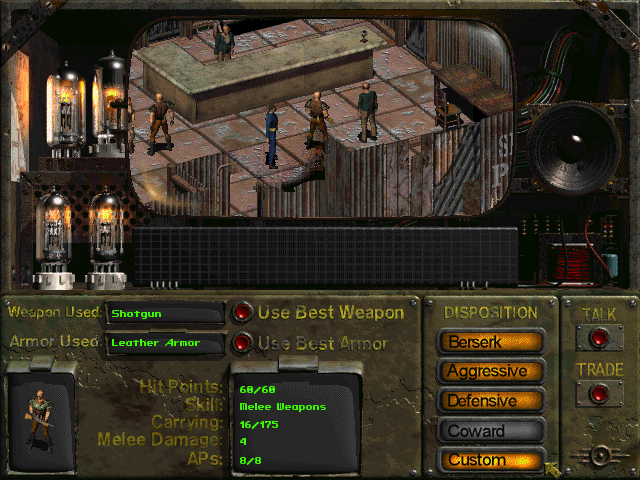 Weapon Used: Shotgun Use Best Weapon
Armor Used: Leather Armor Use Best Armor
Hit Points: 60/60
Skill: Melee Weapons
Carrying: 16/175
Melee Damage: 4
APs: 8/8
DISPOSITION
Berserk
Aggressive
Defensive
Coward
Custom
TALK
TRADE